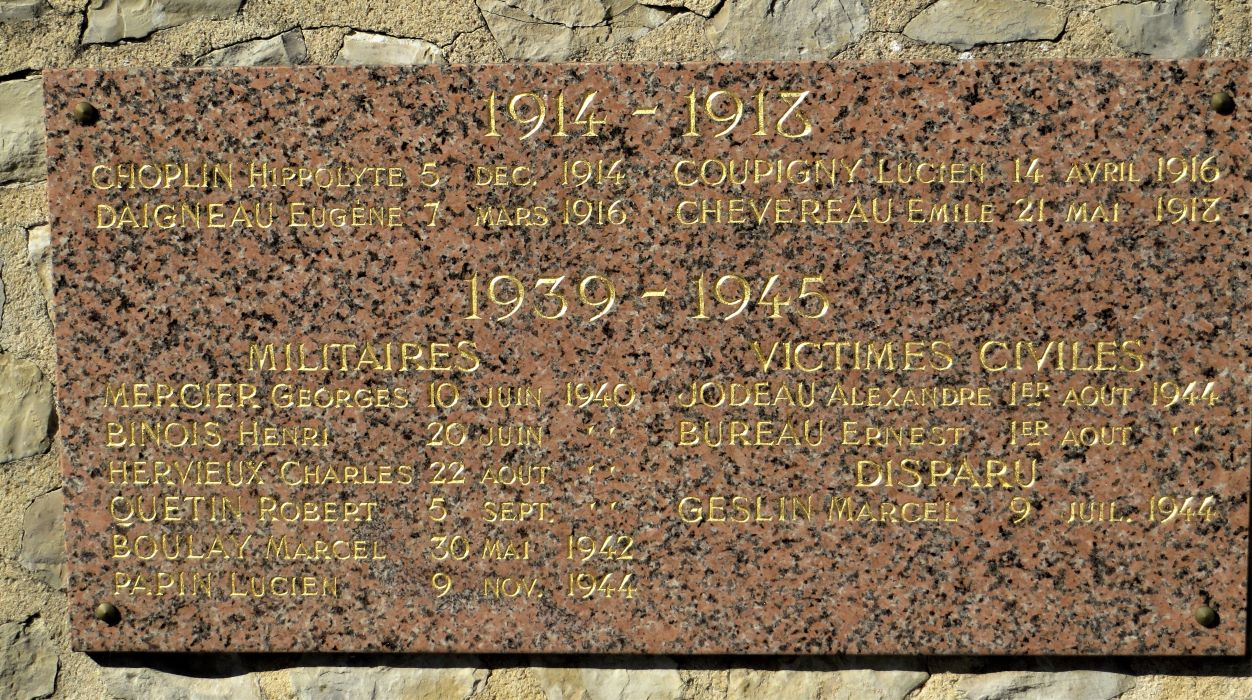 1914 - 1918
CHOPLIN HIPPOLYTE 5 DEC. 1914
DAIGNEAU EUGÈNE 7 MARS 1916
COUPIGNY LUCIEN 14 AVRIL 1916
CHEVEREAU EMILE 21 MAI 1918
1939 - 1945
MILITAIRES
MERCIER GEORGES 10 JUIN 1940
BINOIS HENRI 20 JUIN ..
HERVIEUX CHARLES 22 AOUT ..
QUETIN ROBERT 5 SEPT. ..
BOULAY MARCEL 30 MAI 1942
PAPIN LUCIEN 9 NOV. 1944
VICTIMES CIVILES
JODEAU ALEXANDRE 1ER AOUT 1944
BUREAU ERNEST 1ER AOUT ..
DISPARU
GESLIN MARCEL 9 JUIL. 1944